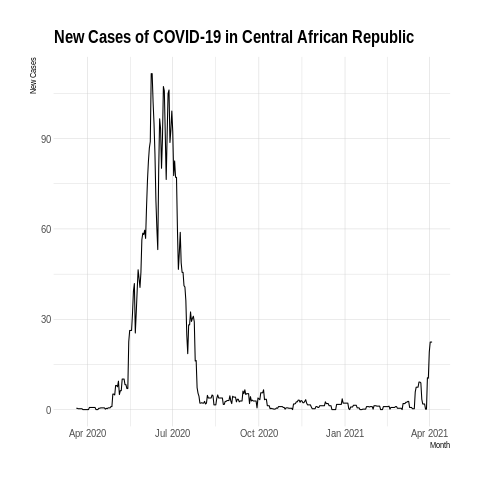 New Cases of COVID-19 in Central African Republic
New Cases
90
60
30
0
Apr 2020 Jul 2020 Oct 2020 Jan 2021 Apr 2021
Month